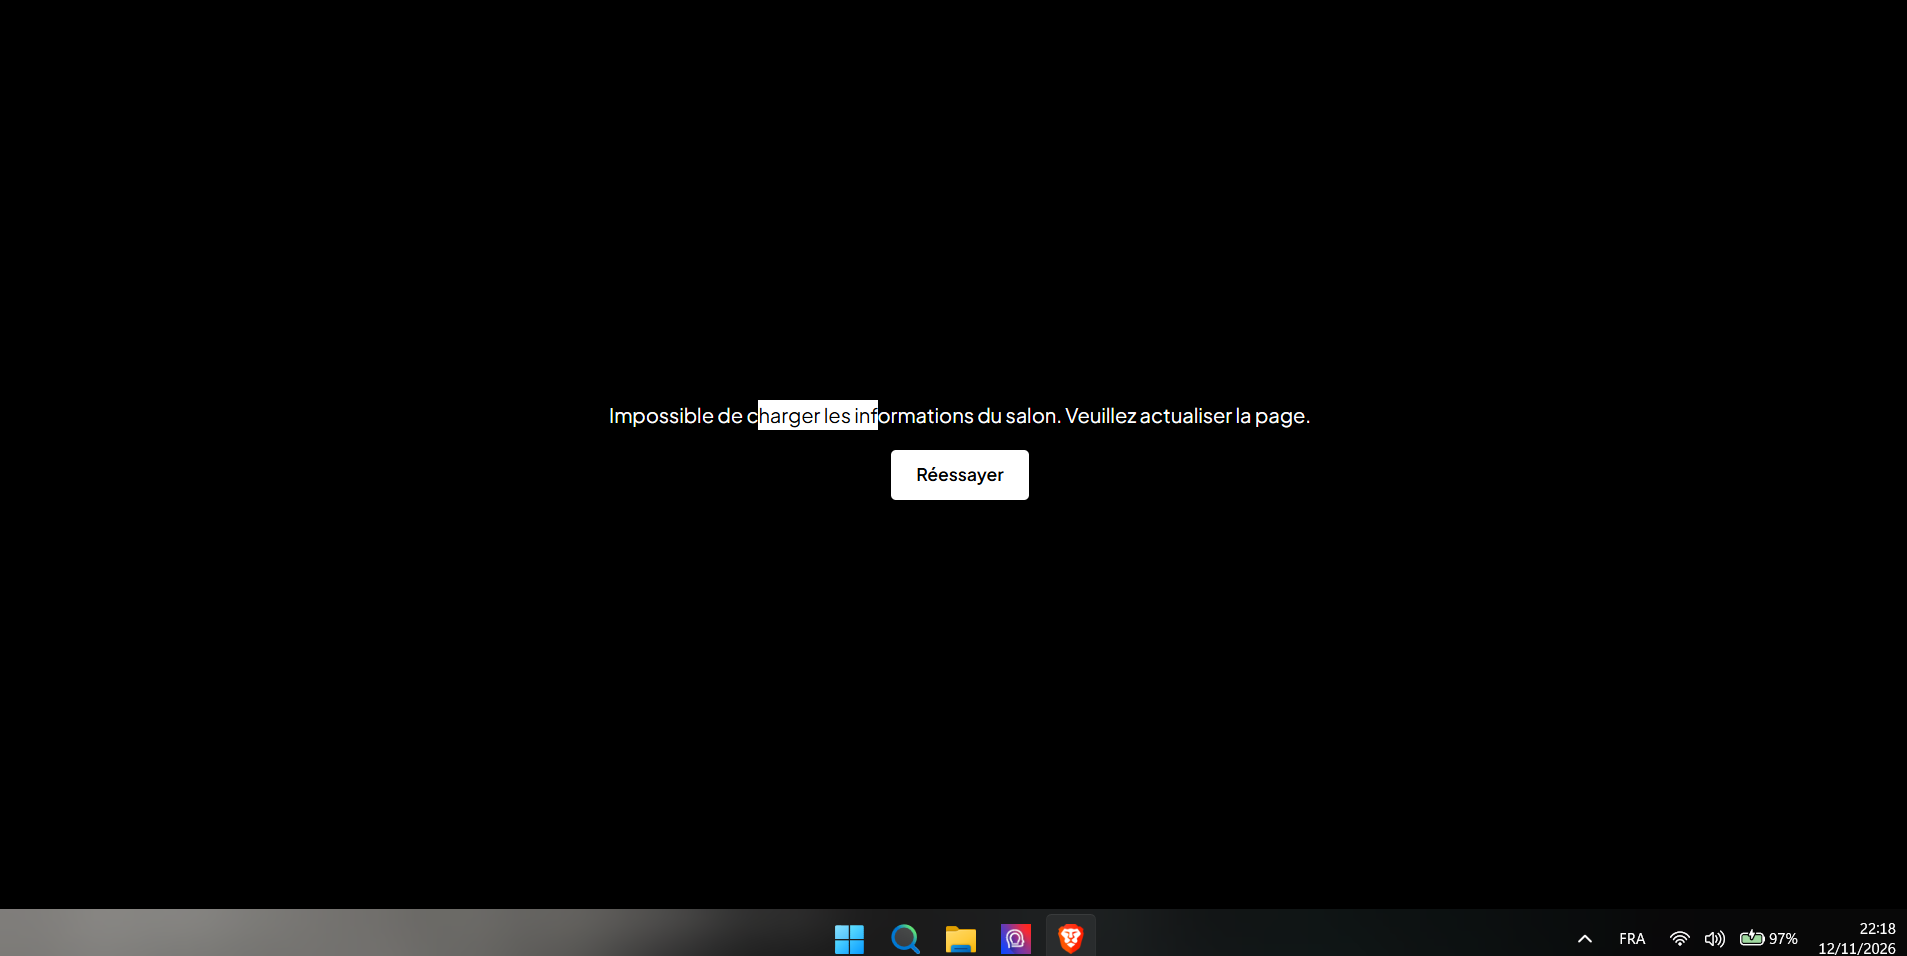 Impossible de charger les informations du salon. Veuillez actualiser la page.
Réessayer
FRA
97%
22:18
12/11/2026